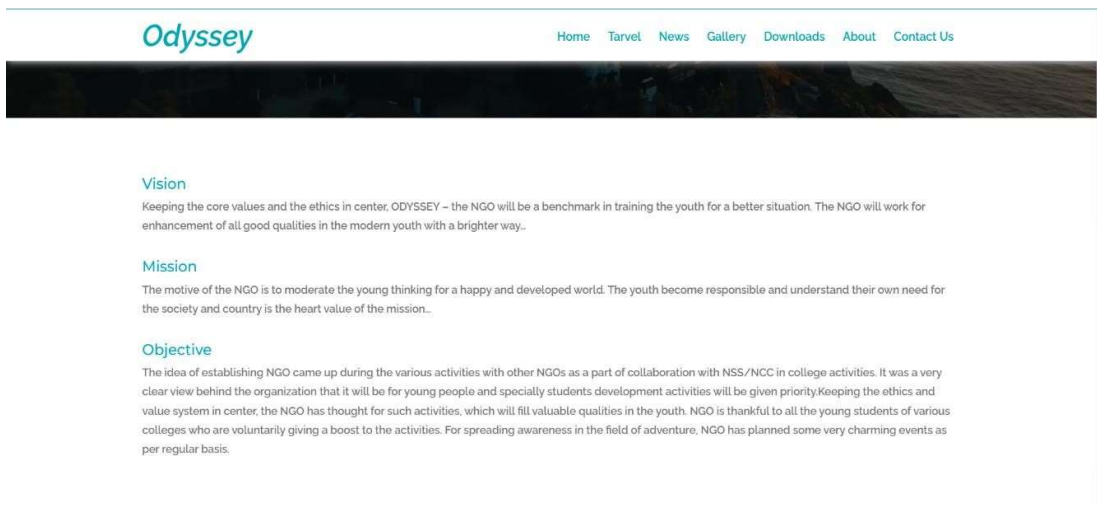 Odyssey
Home Tarvel News Gallery Downloads About Contact Us
Vision
Keeping the core values and the ethics in center, ODYSSEY – the NGO will be a benchmark in training the youth for a better situation. The NGO will work for
enhancement of all good qualities in the modern youth with a brighter way...
Mission
The motive of the NGO is to moderate the young thinking for a happy and developed world. The youth become responsible and understand their own need for
the society and country is the heart value of the mission...
Objective
The idea of establishing NGO came up during the various activities with other NGOs as a part of collaboration with NSS/NCC in college activities. It was a very
clear view behind the organization that it will be for young people and specially students development activities will be given priority.Keeping the ethics and
value system in center, the NGO has thought for such activities, which will fill valuable qualities in the youth. NGO is thankful to all the young students of various
colleges who are voluntarily giving a boost to the activities. For spreading awareness in the field of adventure, NGO has planned some very charming events as
per regular basis.